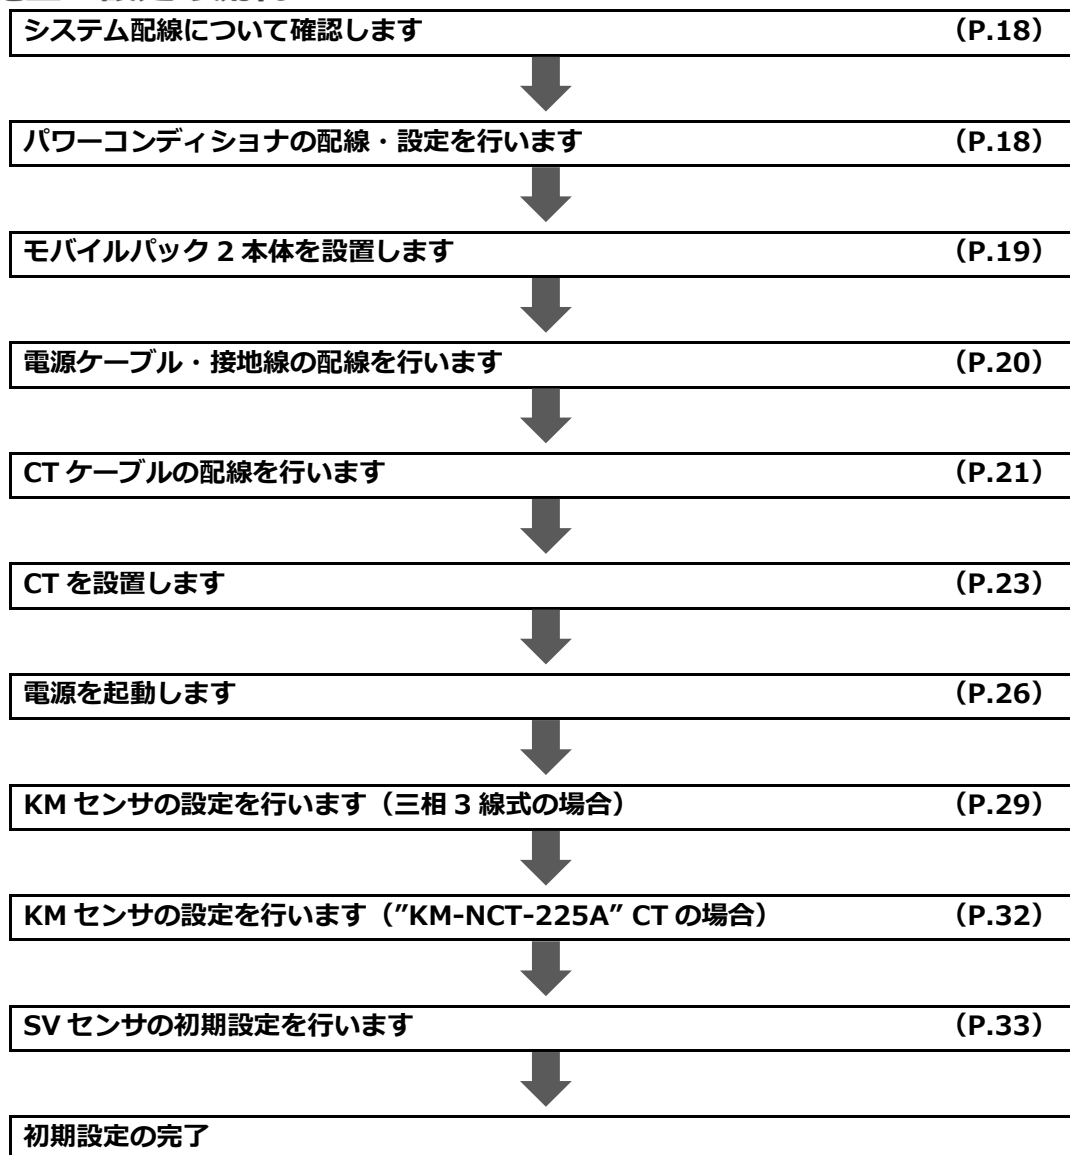 システム配線について確認します （P.18）
パワーコンディショナの配線・設定を行います （P.18）
モバイルパック 2 本体を設置します （P.19）
電源ケーブル・接地線の配線を行います （P.20）
CT ケーブルの配線を行います （P.21）
CT を設置します （P.23）
電源を起動します （P.26）
KM センサの設定を行います（三相 3 線式の場合） （P.29）
KM センサの設定を行います（”KM-NCT-225A” CT の場合） （P.32）
SV センサの初期設定を行います （P.33）
初期設定の完了